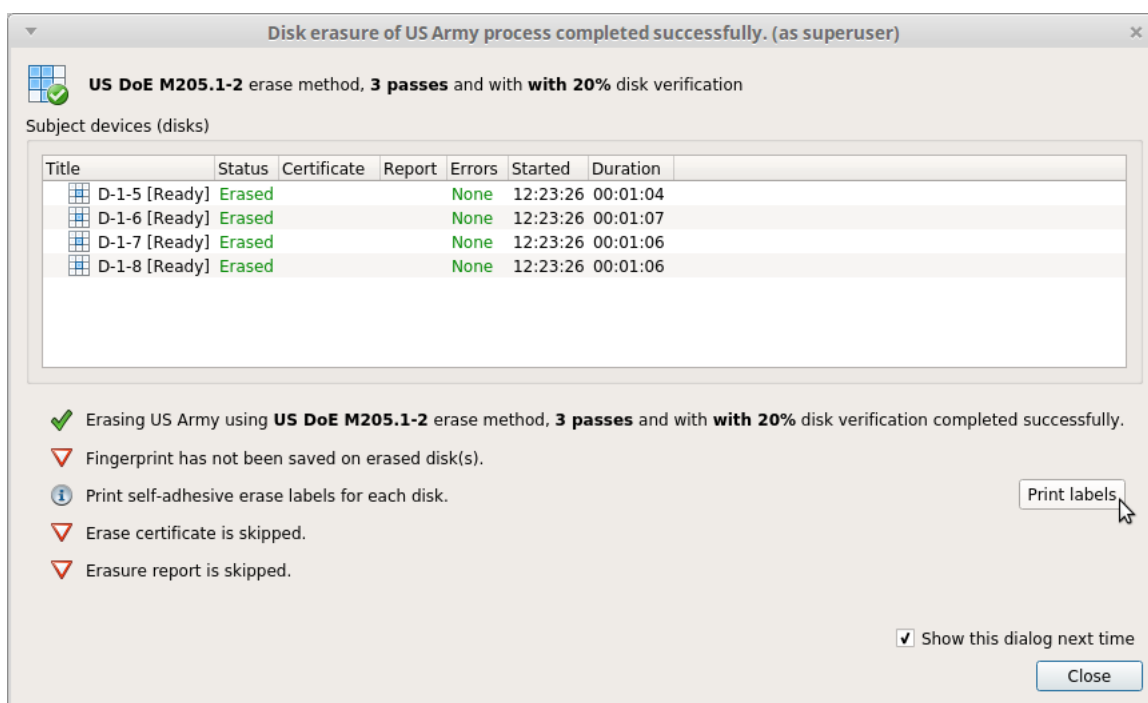 Disk erasure of US Army process completed successfully. (as superuser)
US DoE M205.1-2 erase method, 3 passes and with with 20% disk verification
Subject devices (disks)
Title Status Certificate Report Errors Started Duration
D-1-5 [Ready] Erased None 12:23:26 00:01:04
D-1-6 [Ready] Erased None 12:23:26 00:01:07
D-1-7 [Ready] Erased None 12:23:26 00:01:06
D-1-8 [Ready] Erased None 12:23:26 00:01:06
Erasing US Army using US DoE M205.1-2 erase method, 3 passes and with with 20% disk verification completed successfully.
Fingerprint has not been saved on erased disk(s).
Print self-adhesive erase labels for each disk. Print labels
Erase certificate is skipped.
Erasure report is skipped.
Show this dialog next time
Close